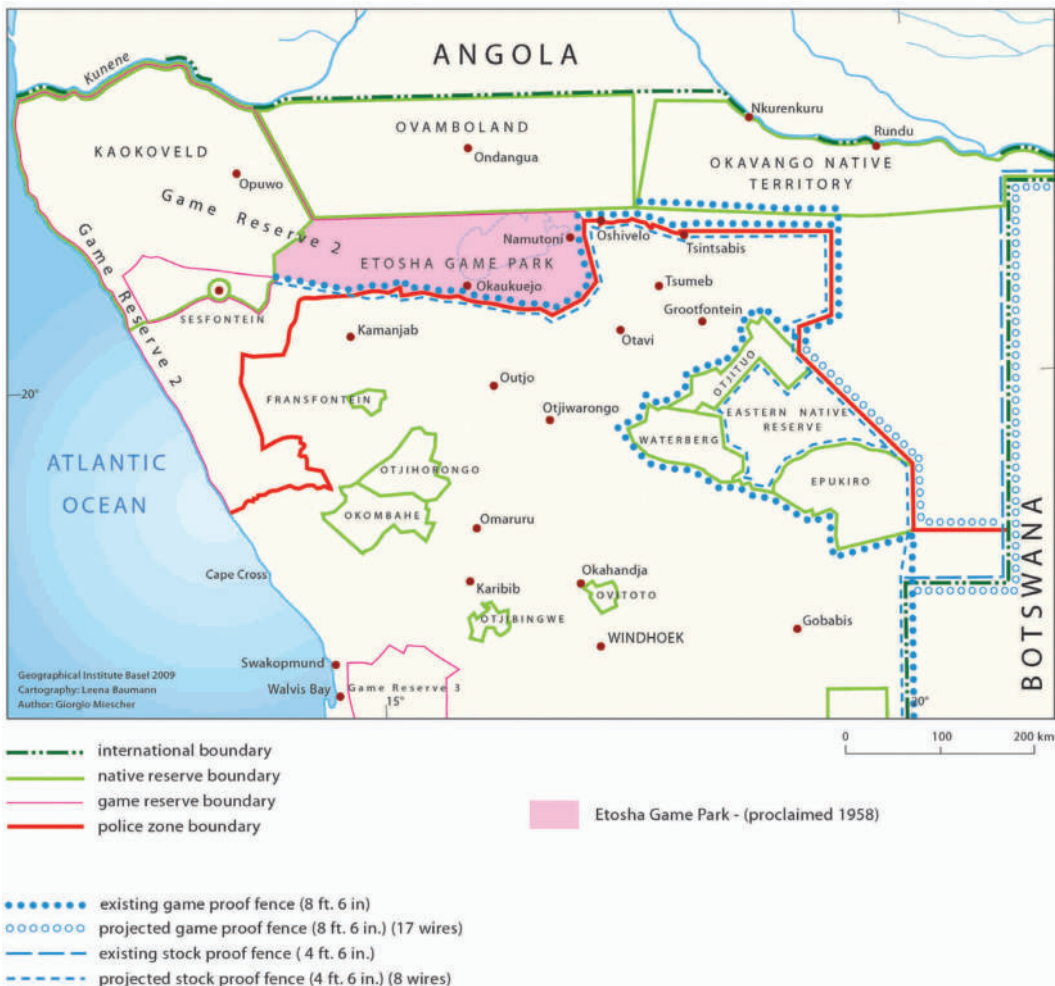 ANGOLA
Kunene
Nkurenkuru
OVAMBOLAND
Rundu
KAOKOVELD
Ondangua
OKAVANGO NATIVE
TERRITORY
Opuwo
Game Reserve 2
Namutoni
Oshivelo
Tsintsabis
Game Reserve 2
ETOSHA GAME PARK
Okaukuejo
Tsumeb
SESFONTEIN
Grootfontein
Kamanjab
Otavi
20°
Outjo
OTJITUO
FRANSFONTEIN
Otjiwarongo
EASTERN NATIVE
RESERVE
WATERBERG
ATLANTIC
OCEAN
OTJIHORONGO
EPUKIRO
OKOMBAHE
Omaruru
BOTSWANA
Cape Cross
Karibib
Okahandja
OVITOTO
OTJIBINGWE
Gobabis
WINDHOEK
Swakopmund
Walvis Bay
Game Reserve 3
15°
20°
Geographical Institute Basel 2009
Cartography: Leena Baumann
Author: Giorgio Miescher
0 100 200 km
international boundary
native reserve boundary
game reserve boundary
police zone boundary
Etosha Game Park - (proclaimed 1958)
existing game proof fence (8 ft. 6 in)
projected game proof fence (8 ft. 6 in.) (17 wires)
existing stock proof fence ( 4 ft. 6 in.)
projected stock proof fence (4 ft. 6 in.) (8 wires)